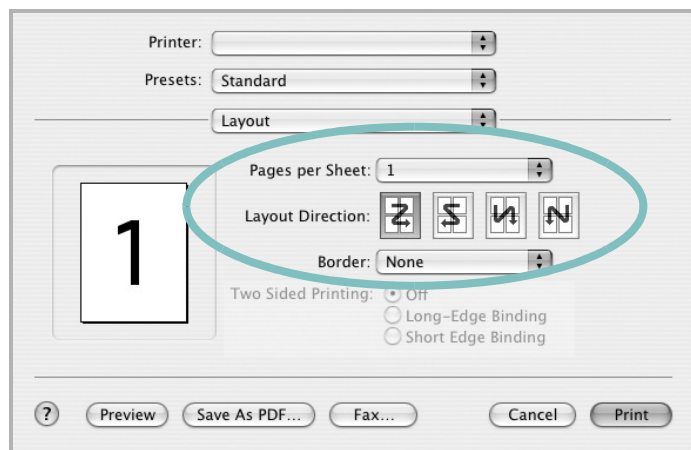 Printer:
Presets: Standard
Layout
Pages per Sheet: 1
Layout Direction:
Border: None
1
Two Sided Printing: Off
Long-Edge Binding
Short Edge Binding
? Preview Save As PDF... Fax... Cancel Print